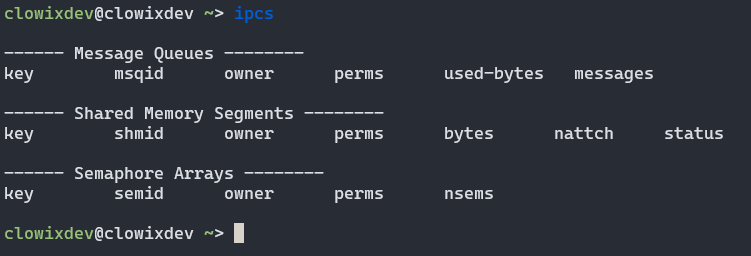 clowixdev@clowixdev ~> ipcs
------ Message Queues --------
key        msqid      owner      perms      used-bytes   messages
------ Shared Memory Segments --------
key        shmid      owner      perms      bytes      nattch     status
------ Semaphore Arrays --------
key        semid      owner      perms      nsems
clowixdev@clowixdev ~>